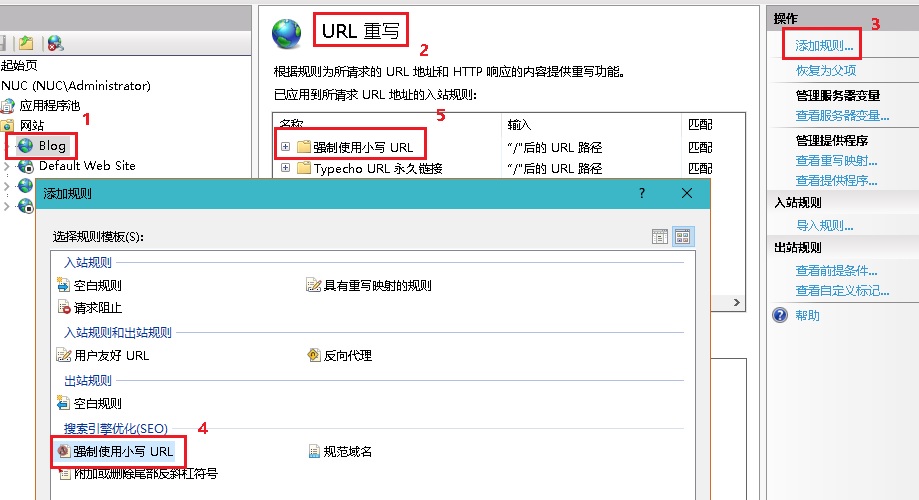 起始页
NUC (NUC\Administrator)
应用程序池
网站
1
Blog
Default Web Site
URL 重写
2
根据规则为所请求的 URL 地址和 HTTP 响应的内容提供重写功能。
已应用到所请求 URL 地址的入站规则:
5
名称 输入 匹配
强制使用小写 URL “/”后的 URL 路径 匹配
Typecho URL 永久链接 “/”后的 URL 路径 匹配
操作
3
添加规则...
恢复为父项
管理服务器变量
查看服务器变量...
管理提供程序
查看重写映射...
查看提供程序...
入站规则
导入规则...
出站规则
查看前提条件...
查看自定义标记...
帮助
添加规则
选择规则模板(S):
入站规则
空白规则 具有重写映射的规则
请求阻止
入站规则和出站规则
用户友好 URL 反向代理
出站规则
空白规则
搜索引擎优化(SEO)
4
强制使用小写 URL 规范域名
附加或删除尾部反斜杠符号